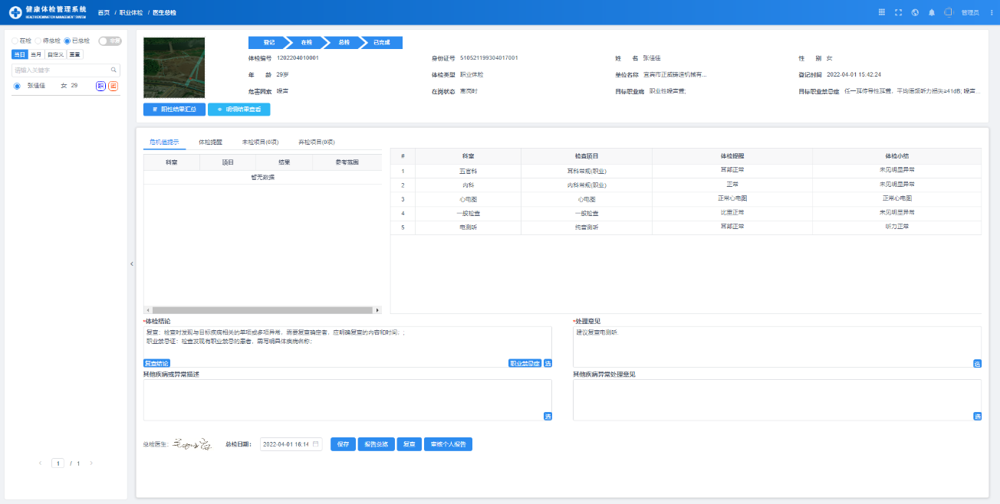 健康体检管理系统
HEALTH EXAMINATION MANAGEMENT SYSTEM
首页 / 职业体检 / 医生总检
管理员
在检 待总检 已总检 全部
当日 当月 自定义 重置
请输入关键字
张佳佳 女 29 职 团
1 / 1
登记 在检 总检 已完成
体检编号 1202204010001 身份证号 510521199304017001 姓 名 张佳佳 性 别 女
年 龄 29岁 体检类型 职业体检 单位名称 宜宾市正威铸造机械有... 登记时间 2022-04-01 15:42:24
危害因素 噪声 在岗状态 离岗时 目标职业病 职业性噪声聋; 目标职业禁忌症 任一耳传导性耳聋，平均语频听力损失≥41dB; 噪声...
阳性结果汇总 明细结果查看
危机值提示 体检提醒 未检项目(0项) 弃检项目(0项)
科室 项目 结果 参考范围
暂无数据
# 科室 检查项目 体检提醒 体检小结
1 五官科 耳科常规(职业) 耳部正常 未见明显异常
2 内科 内科常规(职业) 正常 未见明显异常
3 心电图 心电图 正常心电图 正常心电图
4 一般检查 一般检查 比重正常 未见明显异常
5 电测听 纯音测听 耳部正常 听力正常
*体检结论
复查：检查时发现与目标疾病相关的单项或多项异常，需要复查确定者，应明确复查的内容和时间；;
职业禁忌证：检查发现有职业禁忌的患者，需写明具体疾病名称;
复查结论 职业禁忌症 选
*处理意见
建议复查电测听.
选
其他疾病或异常描述
选
其他疾病异常处理意见
选
总检医生: 总检日期: 2022-04-01 16:14 保存 报告总览 复查 审核个人报告